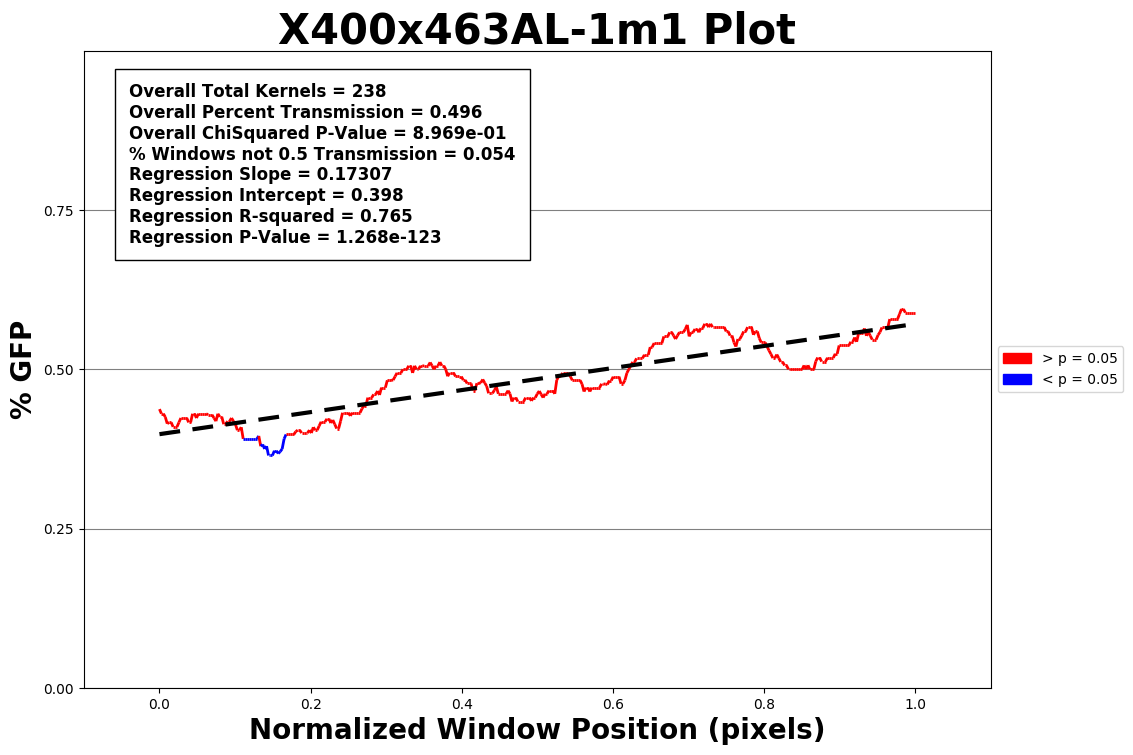 X400x463AL-1m1 Plot
Overall Total Kernels = 238
Overall Percent Transmission = 0.496
Overall ChiSquared P-Value = 8.969e-01
% Windows not 0.5 Transmission = 0.054
Regression Slope = 0.17307
Regression Intercept = 0.398
Regression R-squared = 0.765
Regression P-Value = 1.268e-123
% GFP
0.75
0.50
0.25
0.00
> p = 0.05
< p = 0.05
0.0 0.2 0.4 0.6 0.8 1.0
Normalized Window Position (pixels)